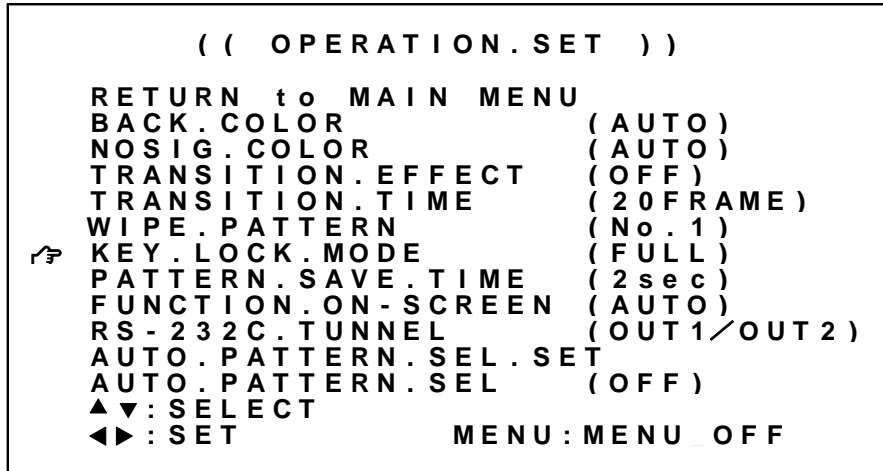 (( OPERATION.SET ))
RETURN to MAIN MENU
BACK.COLOR (AUTO)
NOSIG.COLOR (AUTO)
TRANSITION.EFFECT (OFF)
TRANSITION.TIME (20FRAME)
WIPE.PATTERN (No.1)
☞ KEY.LOCK.MODE (FULL)
PATTERN.SAVE.TIME (2sec)
FUNCTION.ON-SCREEN (AUTO)
RS-232C.TUNNEL (OUT1/OUT2)
AUTO.PATTERN.SEL.SET
AUTO.PATTERN.SEL (OFF)
▲▼:SELECT
◀▶:SET MENU:MENU OFF